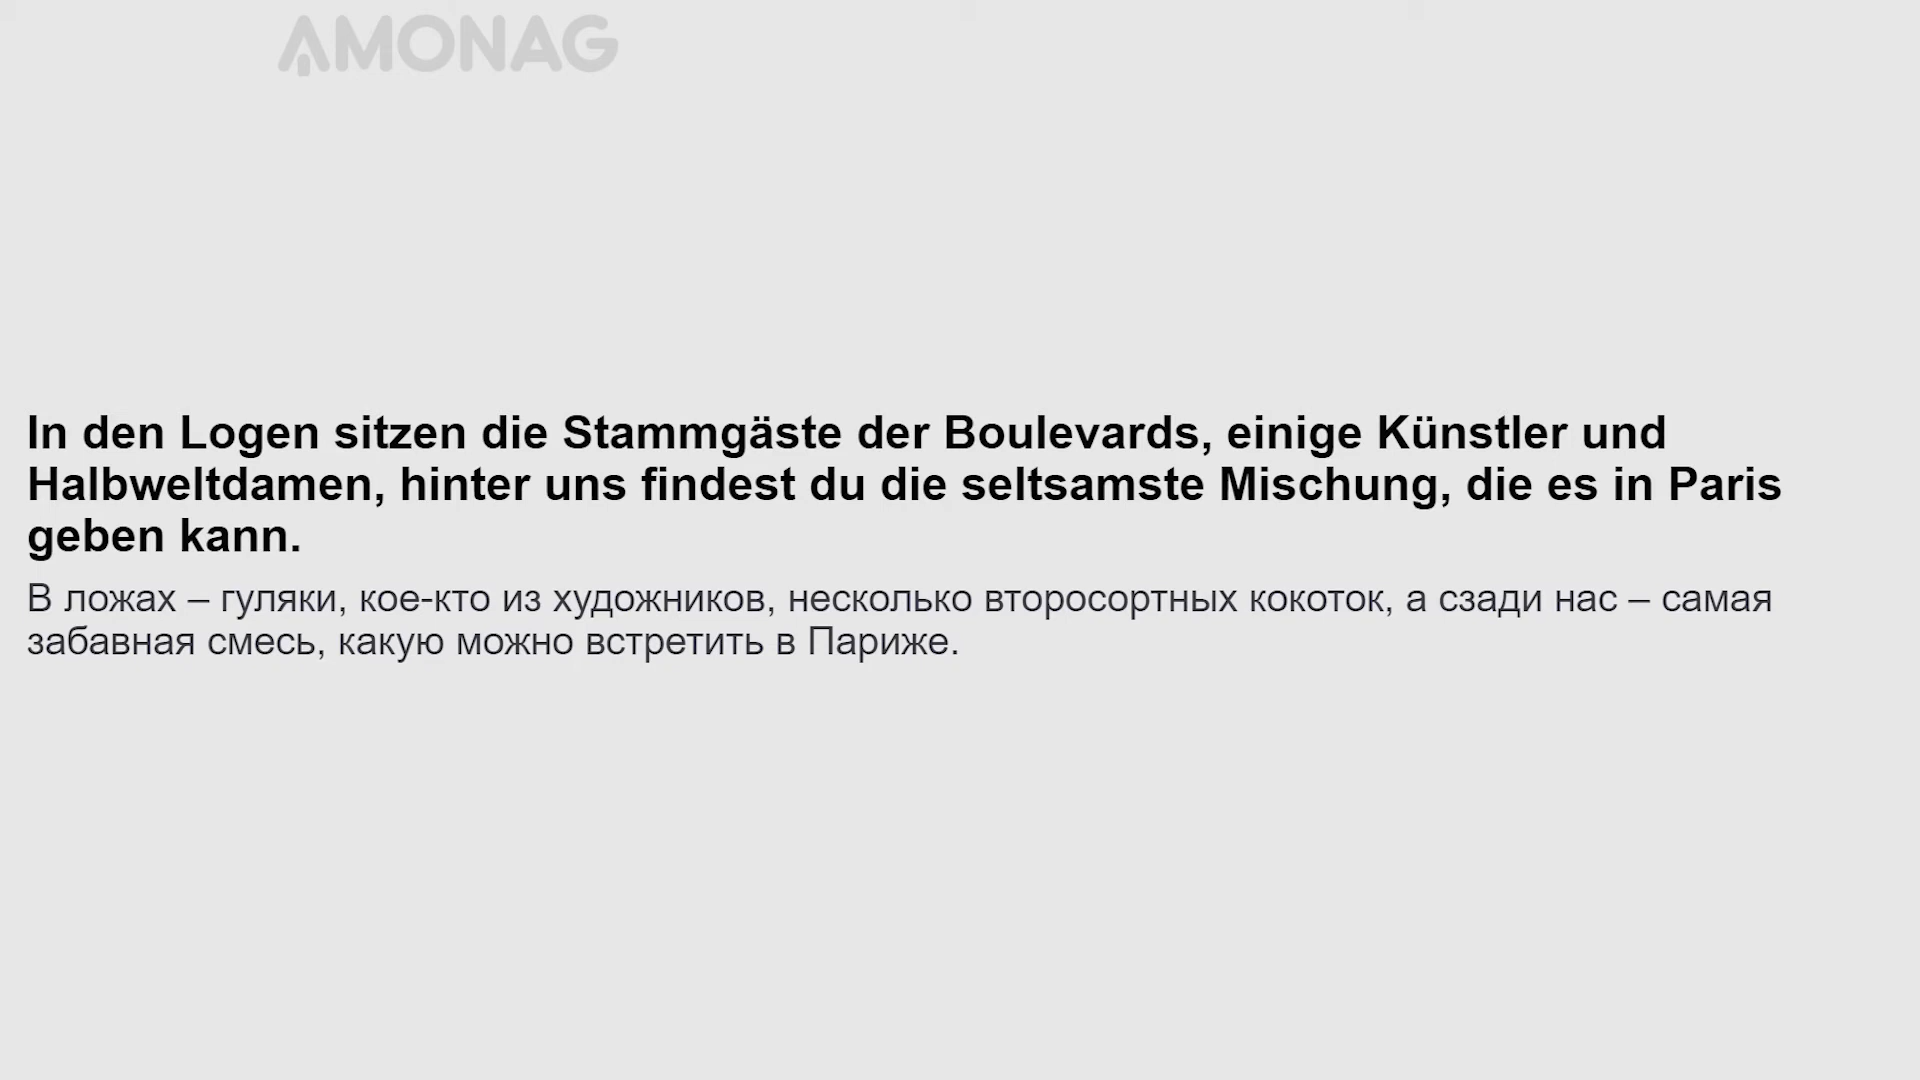 AMONAG
In den Logen sitzen die Stammgäste der Boulevards, einige Künstler und
Halbweltdamen, hinter uns findest du die seltsamste Mischung, die es in Paris
geben kann.
В ложах – гуляки, кое-кто из художников, несколько второсортных кокоток, а сзади нас – самая
забавная смесь, какую можно встретить в Париже.